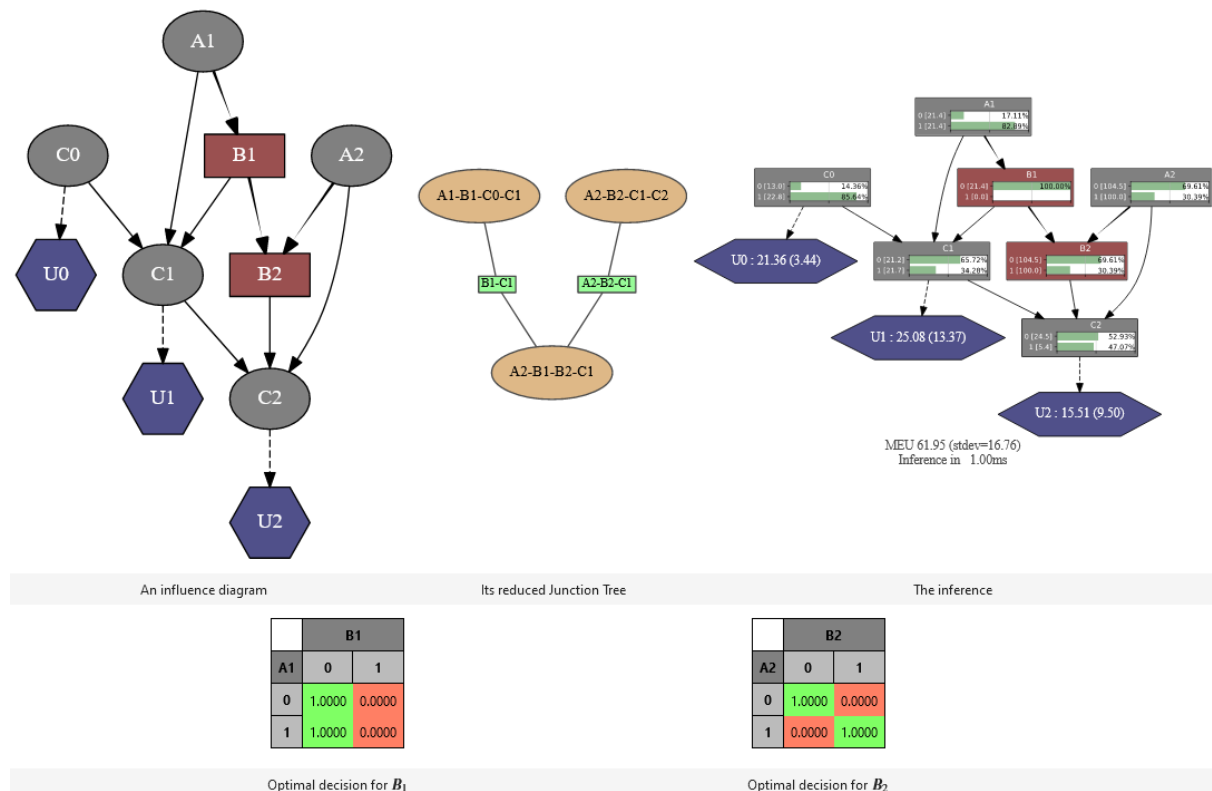 A1
C0
B1
A2
U0
C1
B2
U1
C2
U2
A1-B1-C0-C1
A2-B2-C1-C2
B1-C1
A2-B2-C1
A2-B1-B2-C1
A1
0 [21.4] 17.11%
1 [21.4] 82.89%
C0
0 [13.0] 14.36%
1 [22.8] 85.64%
B1
0 [21.4] 100.00%
1 [0.0]
A2
0 [104.5] 69.61%
1 [100.0] 30.39%
U0 : 21.36 (3.44)
C1
0 [21.2] 65.72%
1 [21.7] 34.28%
B2
0 [104.5] 69.61%
1 [100.0] 30.39%
U1 : 25.08 (13.37)
C2
0 [24.5] 52.93%
1 [5.4] 47.07%
U2 : 15.51 (9.50)
MEU 61.95 (stdev=16.76)
Inference in 1.00ms
An influence diagram
Its reduced Junction Tree
The inference
B1
A1 0 1
0 1.0000 0.0000
1 1.0000 0.0000
B2
A2 0 1
0 1.0000 0.0000
1 0.0000 1.0000
Optimal decision for B1
Optimal decision for B2